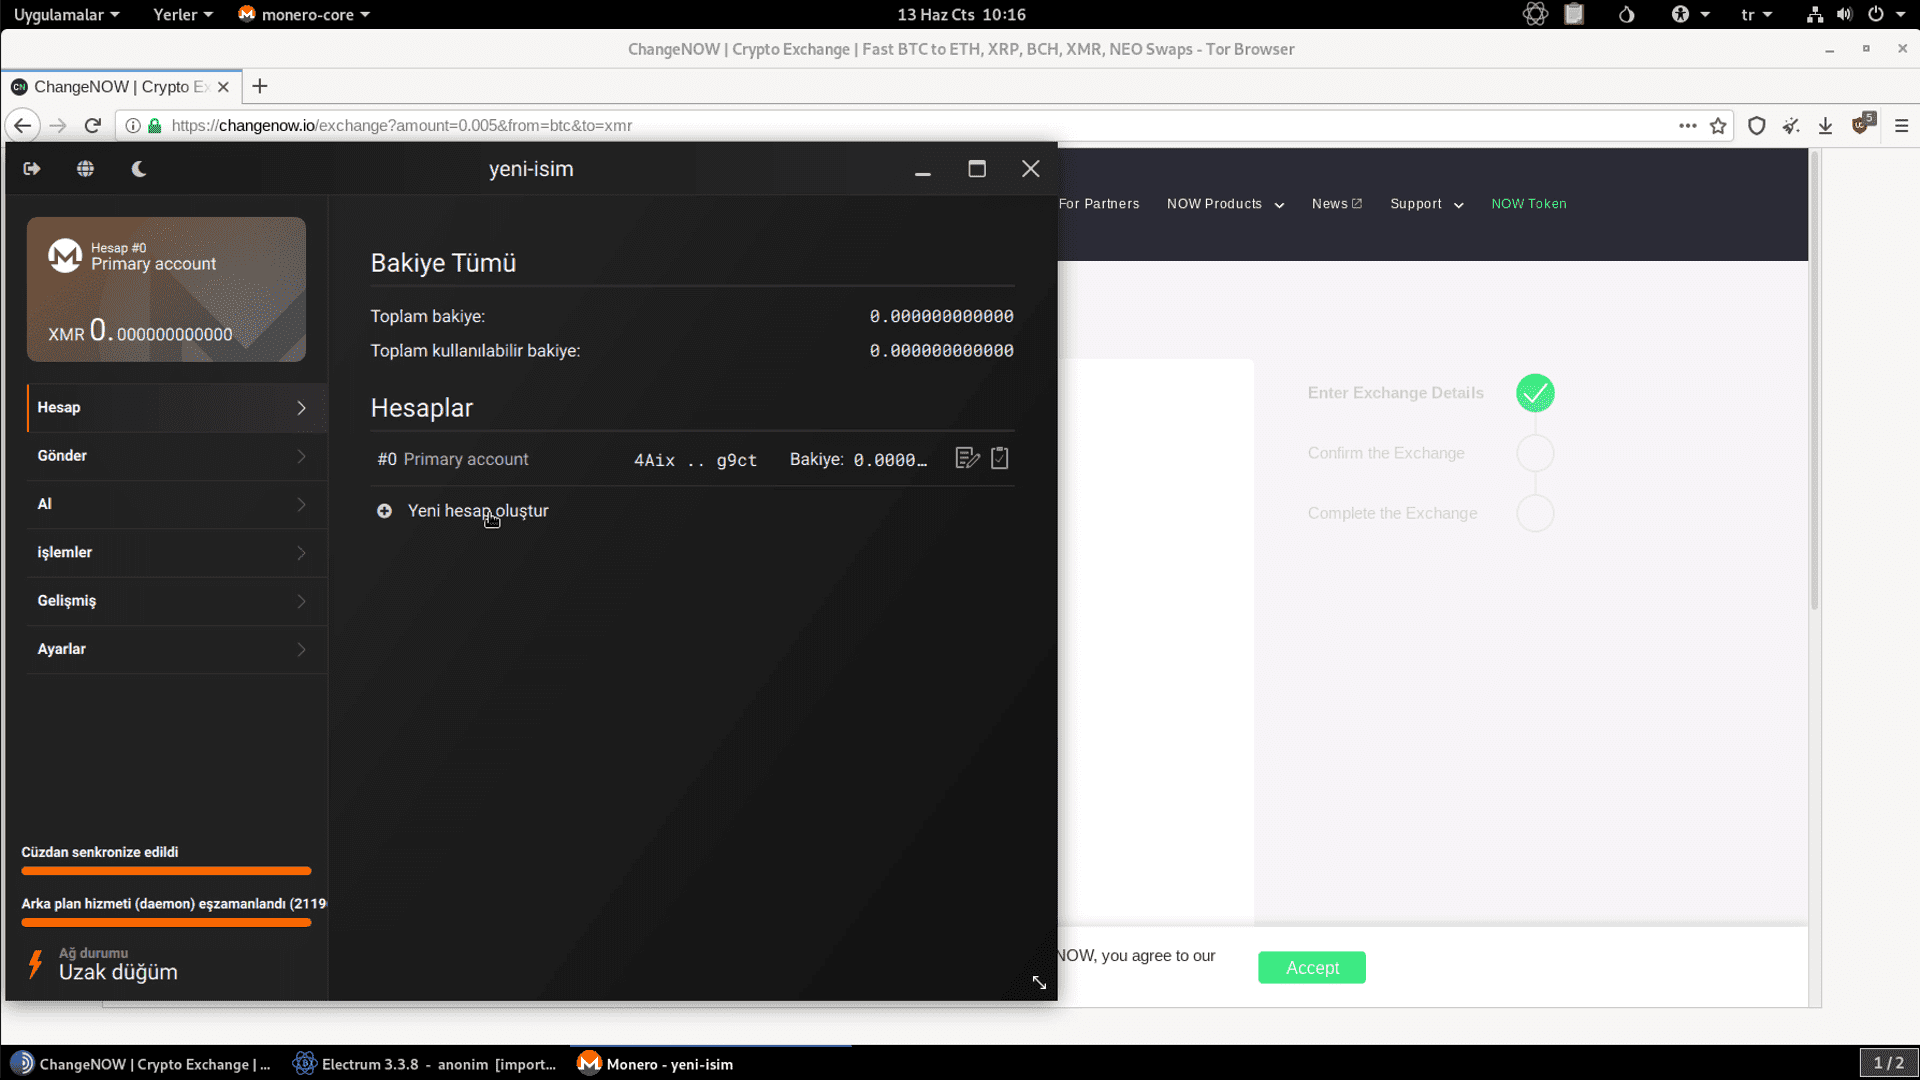 Uygulamalar Yerler monero-core 13 Haz Cts 10:16 tr
ChangeNOW | Crypto Exchange | Fast BTC to ETH, XRP, BCH, XMR, NEO Swaps - Tor Browser
ChangeNOW | Crypto Ex
https://changenow.io/exchange?amount=0.005&from=btc&to=xmr 5
yeni-isim
For Partners NOW Products News Support NOW Token
Hesap #0
Primary account
XMR 0.000000000000
Hesap
Gönder
Al
işlemler
Gelişmiş
Ayarlar
Cüzdan senkronize edildi
Arka plan hizmeti (daemon) eşzamanlandı (2119
Ağ durumu
Uzak düğüm
Bakiye Tümü
Toplam bakiye: 0.000000000000
Toplam kullanılabilir bakiye: 0.000000000000
Hesaplar
#0 Primary account 4Aix .. g9ct Bakiye: 0.0000…
Yeni hesap oluştur
Enter Exchange Details
Confirm the Exchange
Complete the Exchange
NOW, you agree to our
Accept
ChangeNOW | Crypto Exchange | ... Electrum 3.3.8 - anonim [import... Monero - yeni-isim 1 / 2